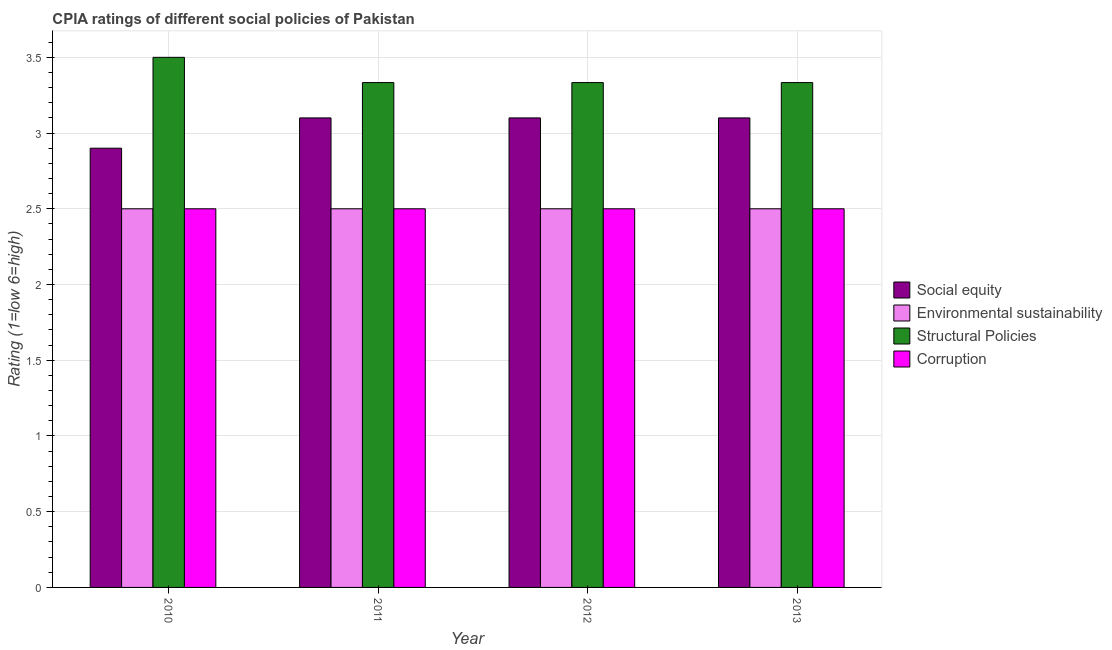 CPIA ratings of different social policies of Pakistan
Rating (1=low 6=high)
3.5
3
2.5
2
1.5
1
0.5
0
2010
2011
2012
2013
Year
Social equity
Environmental sustainability
Structural Policies
Corruption